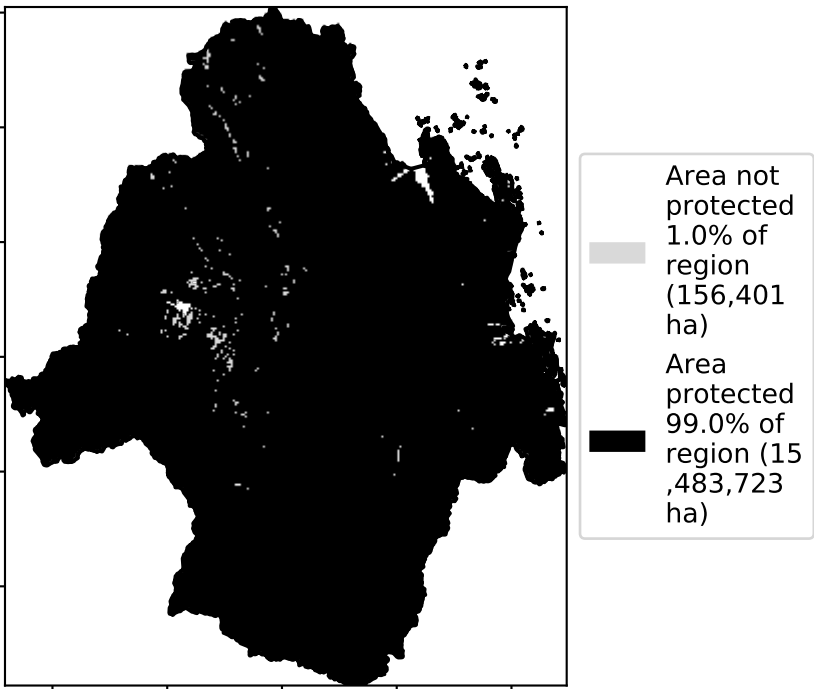 Area not
protected
1.0% of
region
(156,401
ha)
Area
protected
99.0% of
region (15
,483,723
ha)